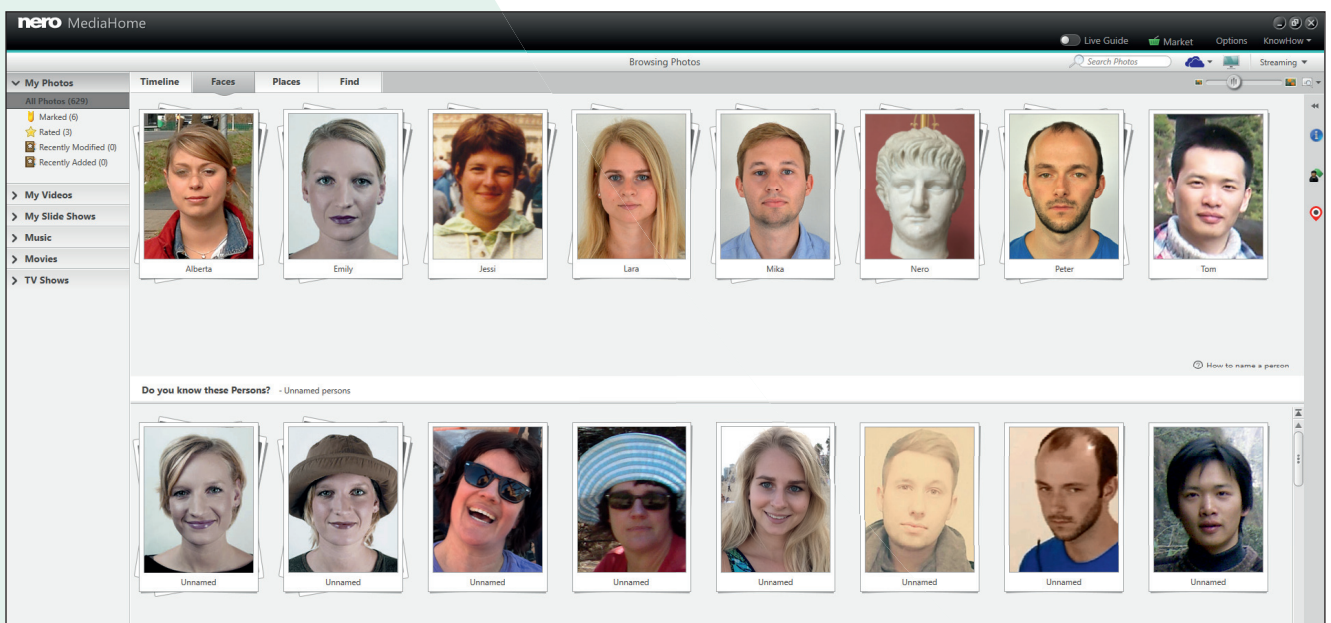 nero MediaHome
Live Guide Market Options KnowHow
Browsing Photos
Search Photos
Streaming
My Photos
All Photos (629)
Marked (6)
Rated (3)
Recently Modified (0)
Recently Added (0)
My Videos
My Slide Shows
Music
Movies
TV Shows
Timeline Faces Places Find
Alberta Emily Jessi Lara Mika Nero Peter Tom
How to name a person
Do you know these Persons? - Unnamed persons
Unnamed Unnamed Unnamed Unnamed Unnamed Unnamed Unnamed Unnamed